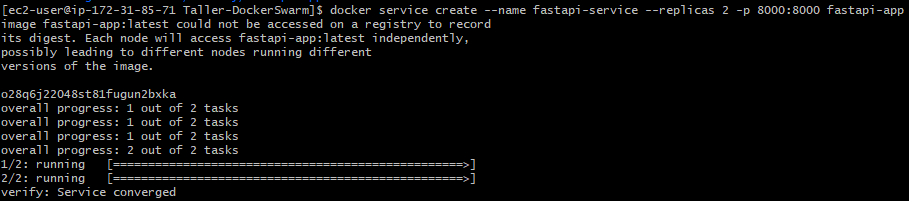 [ec2-user@ip-172-31-85-71 Taller-DockerSwarm]$ docker service create --name fastapi-service --replicas 2 -p 8000:8000 fastapi-app
image fastapi-app:latest could not be accessed on a registry to record
its digest. Each node will access fastapi-app:latest independently,
possibly leading to different nodes running different
versions of the image.

o28q6j22048st81fugun2bxka
overall progress: 1 out of 2 tasks
overall progress: 1 out of 2 tasks
overall progress: 1 out of 2 tasks
overall progress: 2 out of 2 tasks
1/2: running   [==================================================>]
2/2: running   [==================================================>]
verify: Service converged